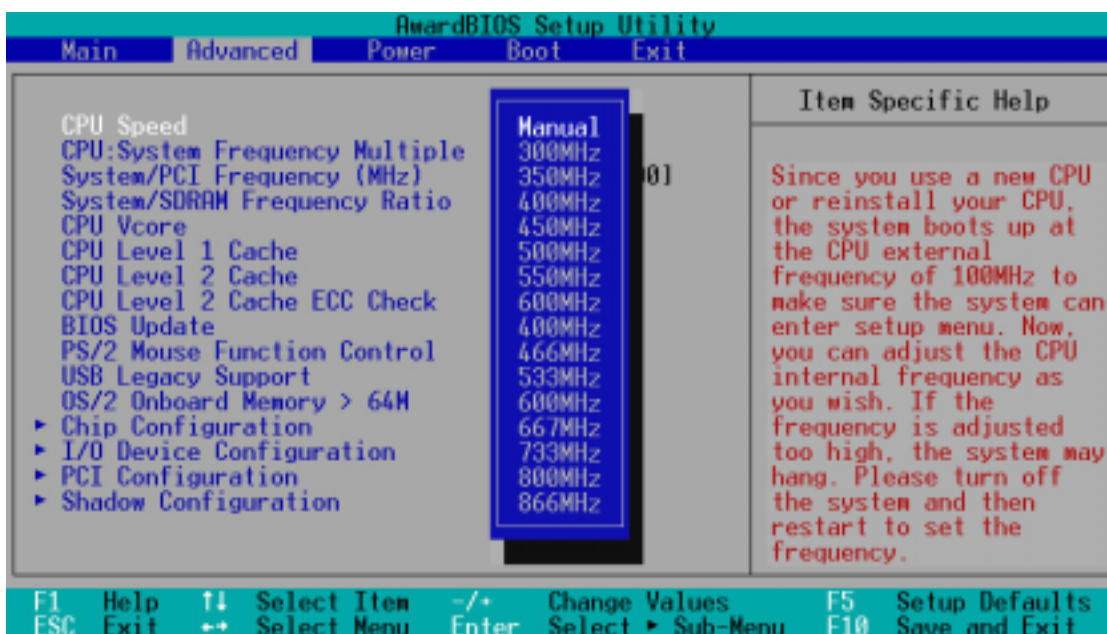 AwardBIOS Setup Utility
Main Advanced Power Boot Exit
CPU Speed
CPU:System Frequency Multiple
System/PCI Frequency (MHz)
System/SDRAM Frequency Ratio
CPU Vcore
CPU Level 1 Cache
CPU Level 2 Cache
CPU Level 2 Cache ECC Check
BIOS Update
PS/2 Mouse Function Control
USB Legacy Support
OS/2 Onboard Memory > 64M
▶ Chip Configuration
▶ I/O Device Configuration
▶ PCI Configuration
▶ Shadow Configuration
Manual
300MHz
350MHz
400MHz
450MHz
500MHz
550MHz
600MHz
400MHz
466MHz
533MHz
600MHz
667MHz
733MHz
800MHz
866MHz
0]
Item Specific Help
Since you use a new CPU
or reinstall your CPU,
the system boots up at
the CPU external
frequency of 100MHz to
make sure the system can
enter setup menu. Now,
you can adjust the CPU
internal frequency as
you wish. If the
frequency is adjusted
too high, the system may
hang. Please turn off
the system and then
restart to set the
frequency.
F1 Help ↑↓ Select Item -/+ Change Values F5 Setup Defaults
ESC Exit ←→ Select Menu Enter Select ▶ Sub-Menu F10 Save and Exit